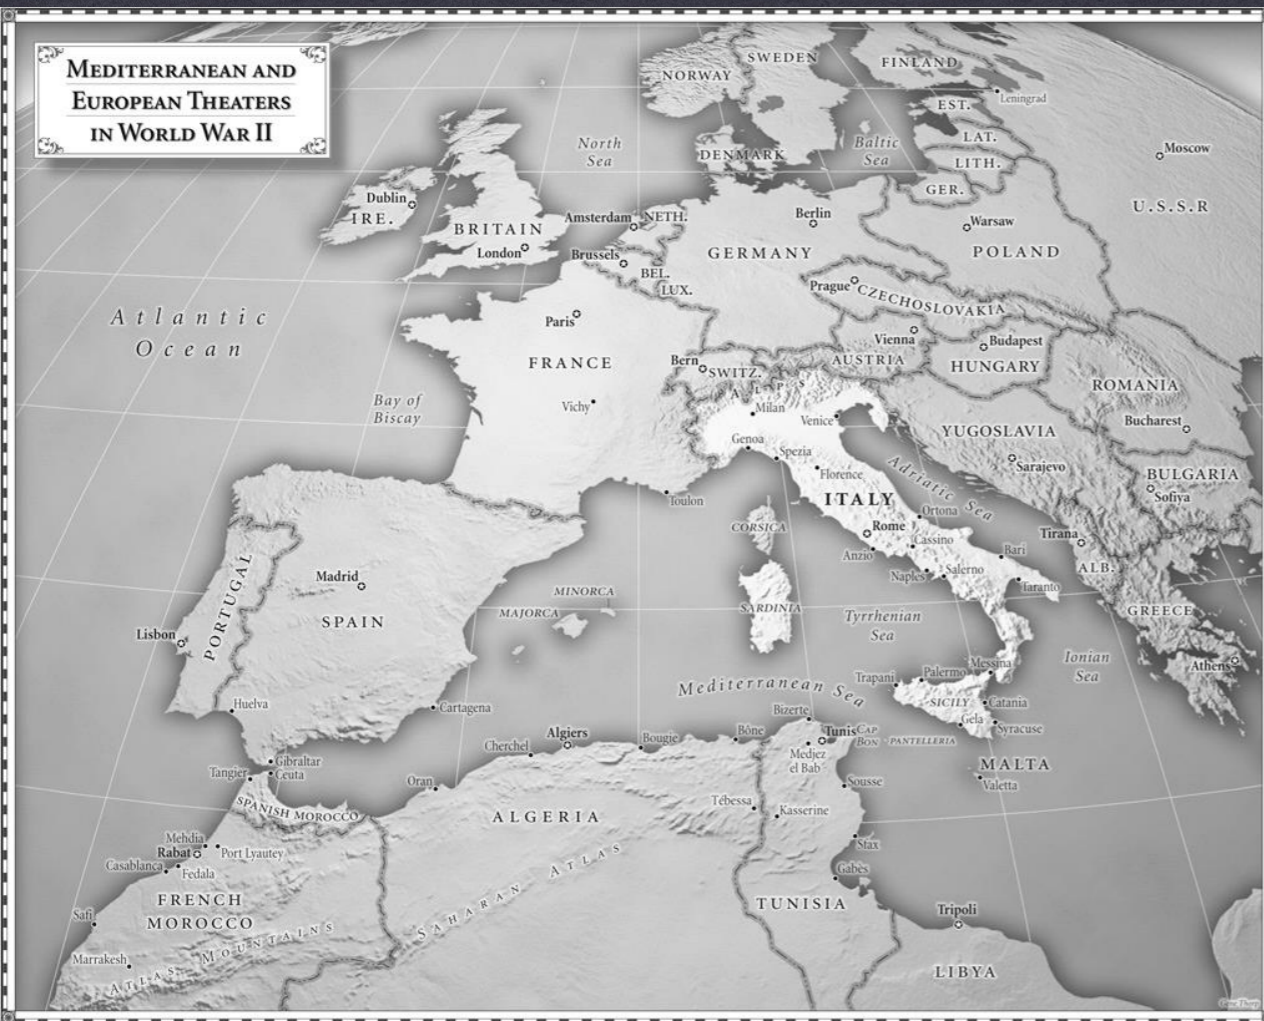 MEDITERRANEAN AND
EUROPEAN THEATERS
IN WORLD WAR II
NORWAY
SWEDEN
FINLAND
Leningrad
EST.
LAT.
LITH.
GER.
Moscow
U.S.S.R
North
Sea
Baltic
Sea
DENMARK
Dublin
IRE.
BRITAIN
London
Amsterdam
NETH.
Brussels
BEL.
LUX.
Berlin
GERMANY
Warsaw
POLAND
Prague
CZECHOSLOVAKIA
Atlantic
Ocean
Paris
FRANCE
Vichy
Bay of
Biscay
Bern
SWITZ.
ALPS
Vienna
AUSTRIA
Budapest
HUNGARY
ROMANIA
Bucharest
YUGOSLAVIA
Sarajevo
BULGARIA
Sofiya
Milan
Venice
Genoa
Spezia
Florence
ITALY
Adriatic Sea
Toulon
CORSICA
Rome
Ortona
Cassino
Anzio
Naples
Salerno
Bari
Taranto
Tirana
ALB.
GREECE
Athens
PORTUGAL
Lisbon
Madrid
SPAIN
MINORCA
MAJORCA
SARDINIA
Tyrrhenian
Sea
Ionian
Sea
Mediterranean Sea
Trapani
Palermo
Messina
SICILY
Catania
Gela
Syracuse
Huelva
Cartagena
Gibraltar
Ceuta
Tangier
SPANISH MOROCCO
Oran
Cherchel
Algiers
Bougie
Bône
Bizerte
Tunis
CAP
BON
PANTELLERIA
Medjez
el Bab
MALTA
Valetta
Sousse
Tébessa
Kasserine
Sfax
Gabès
ALGERIA
SAHARAN ATLAS
TUNISIA
Tripoli
LIBYA
Mehdia
Rabat
Port Lyautey
Casablanca
Fedala
FRENCH
MOROCCO
Safi
Marrakesh
ATLAS MOUNTAINS
Gene Thorp